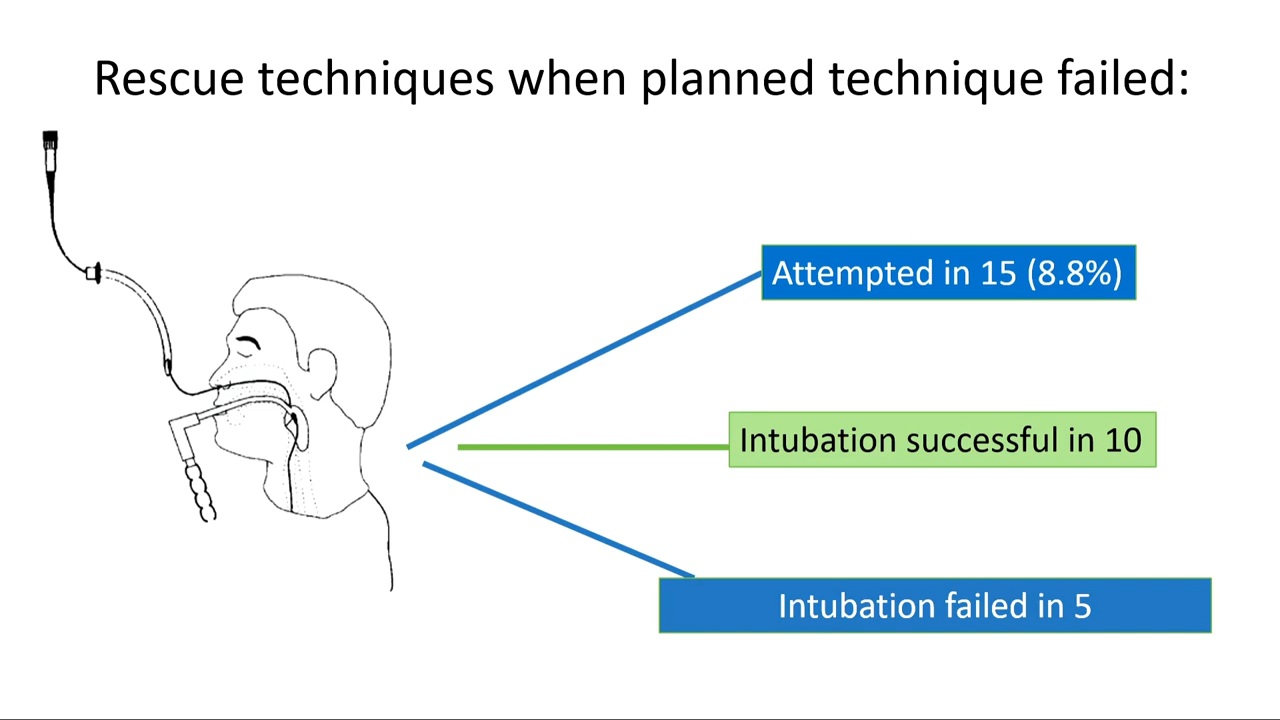 Rescue techniques when planned technique failed:
Attempted in 15 (8.8%)
Intubation successful in 10
Intubation failed in 5